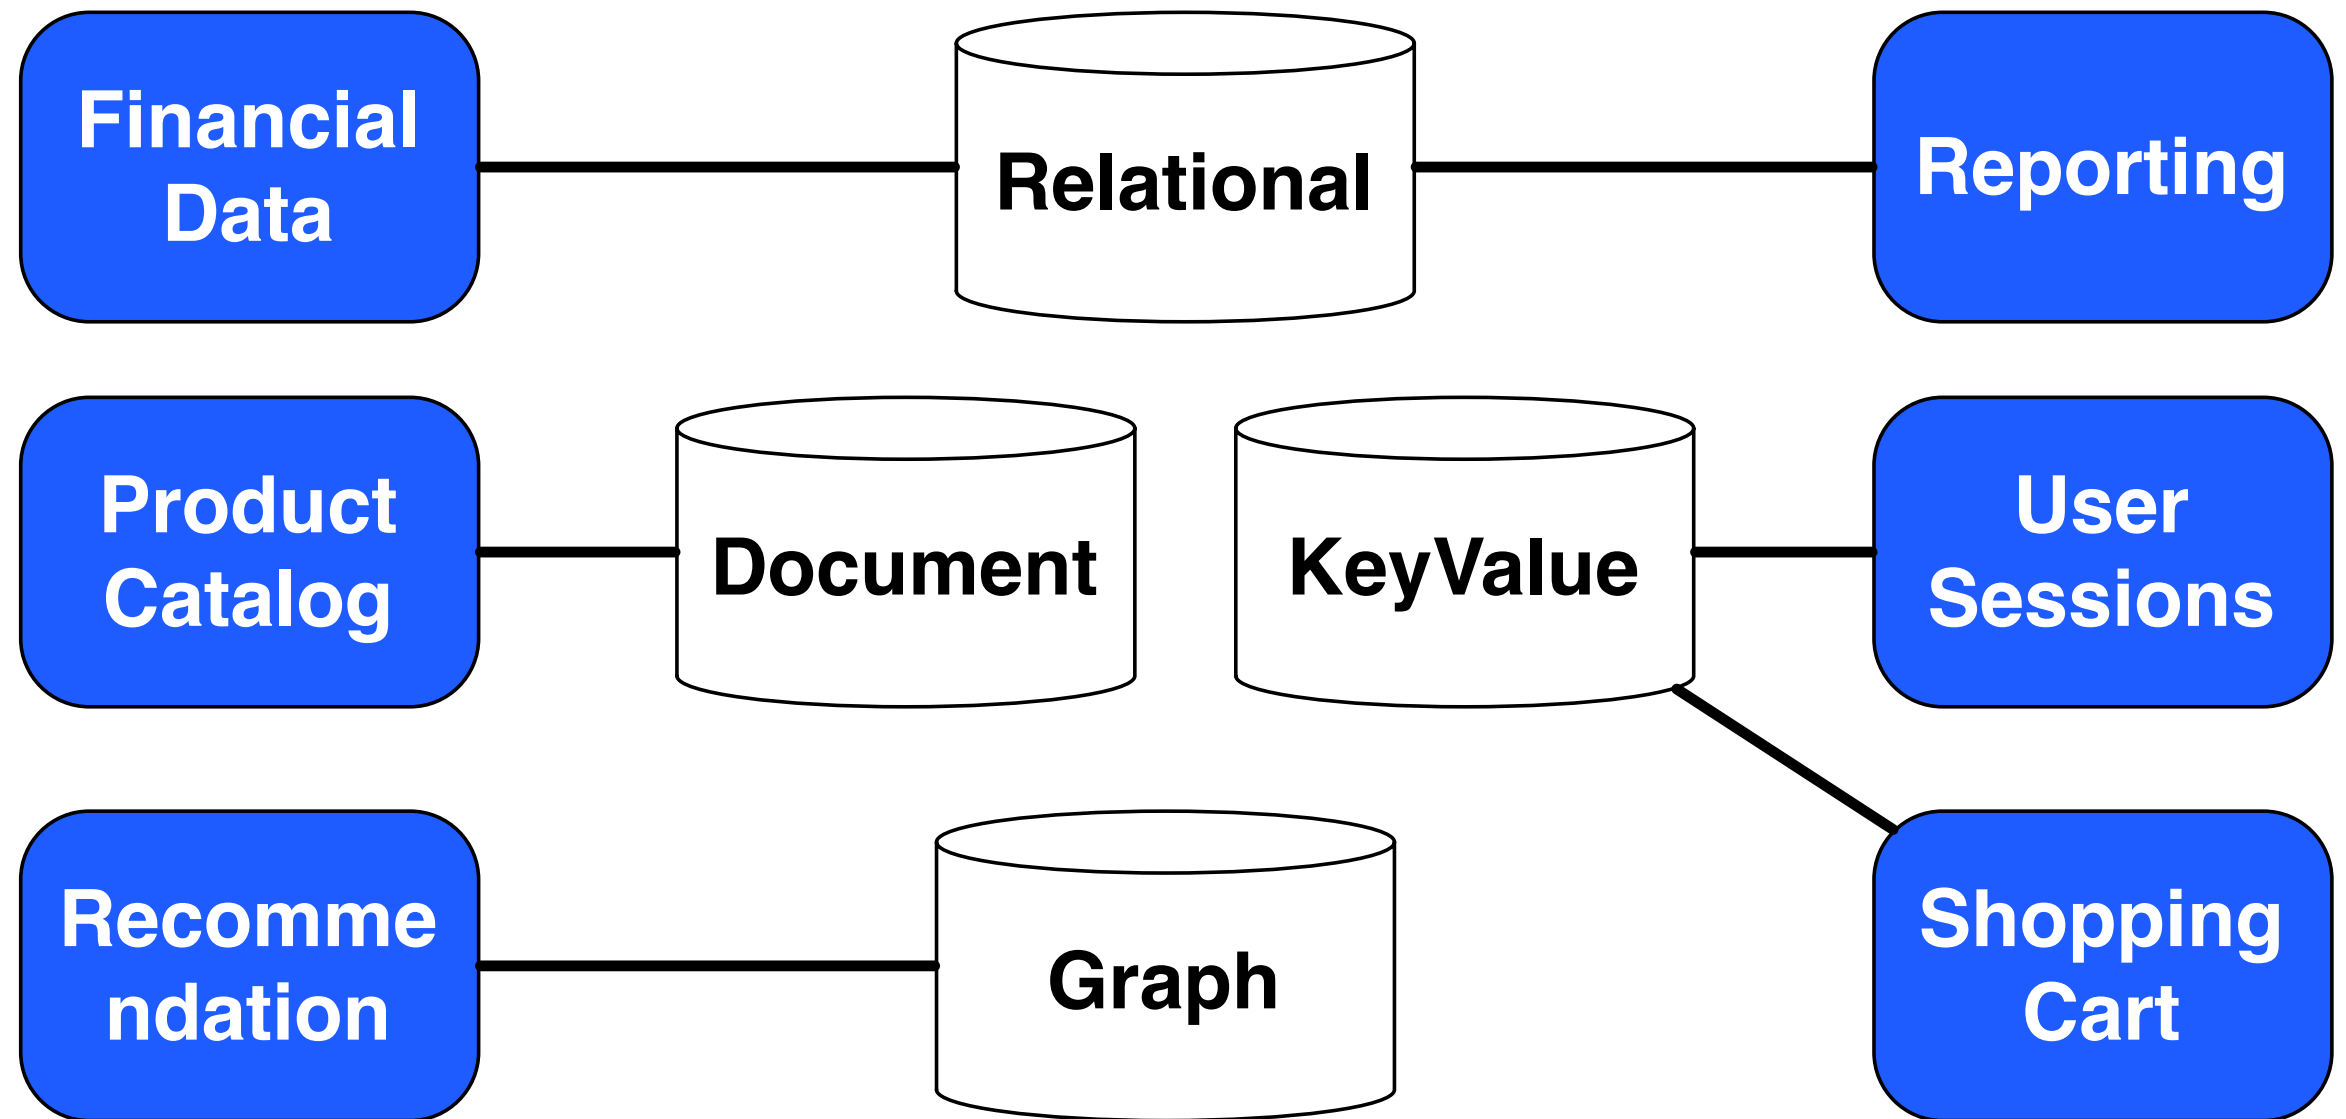 Financial
Data
Relational
Reporting
Product
Catalog
Document
KeyValue
User
Sessions
Recomme
ndation
Graph
Shopping
Cart